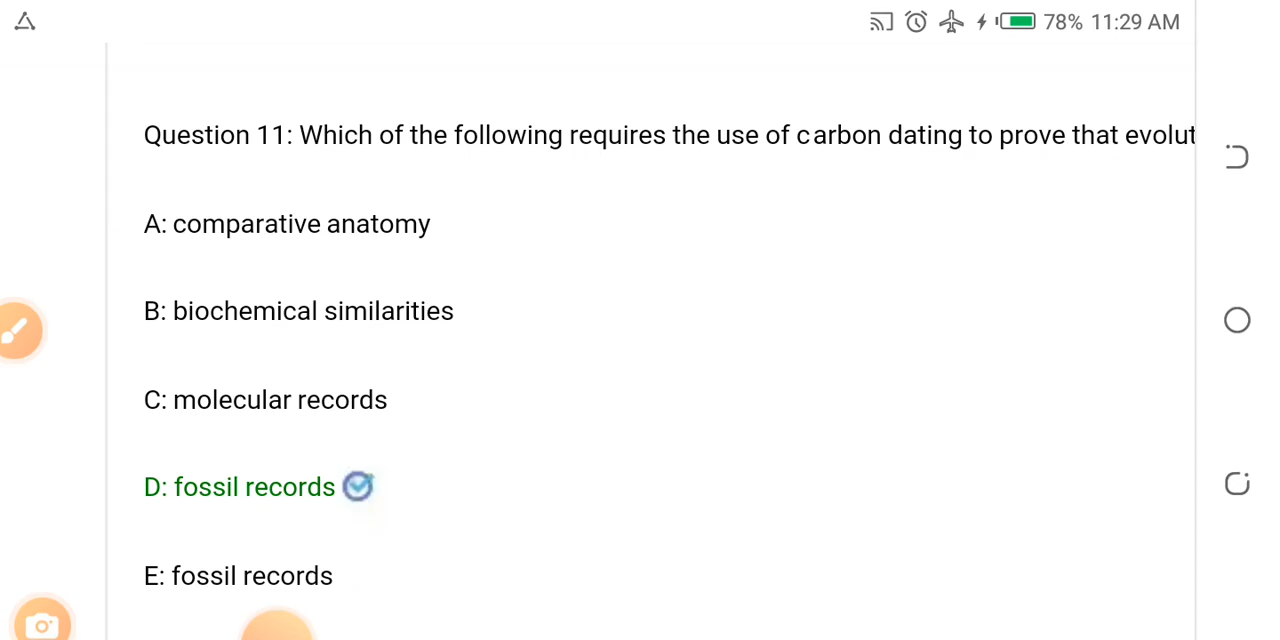 78% 11:29 AM
Question 11: Which of the following requires the use of carbon dating to prove that evolut
A: comparative anatomy
B: biochemical similarities
C: molecular records
D: fossil records
E: fossil records